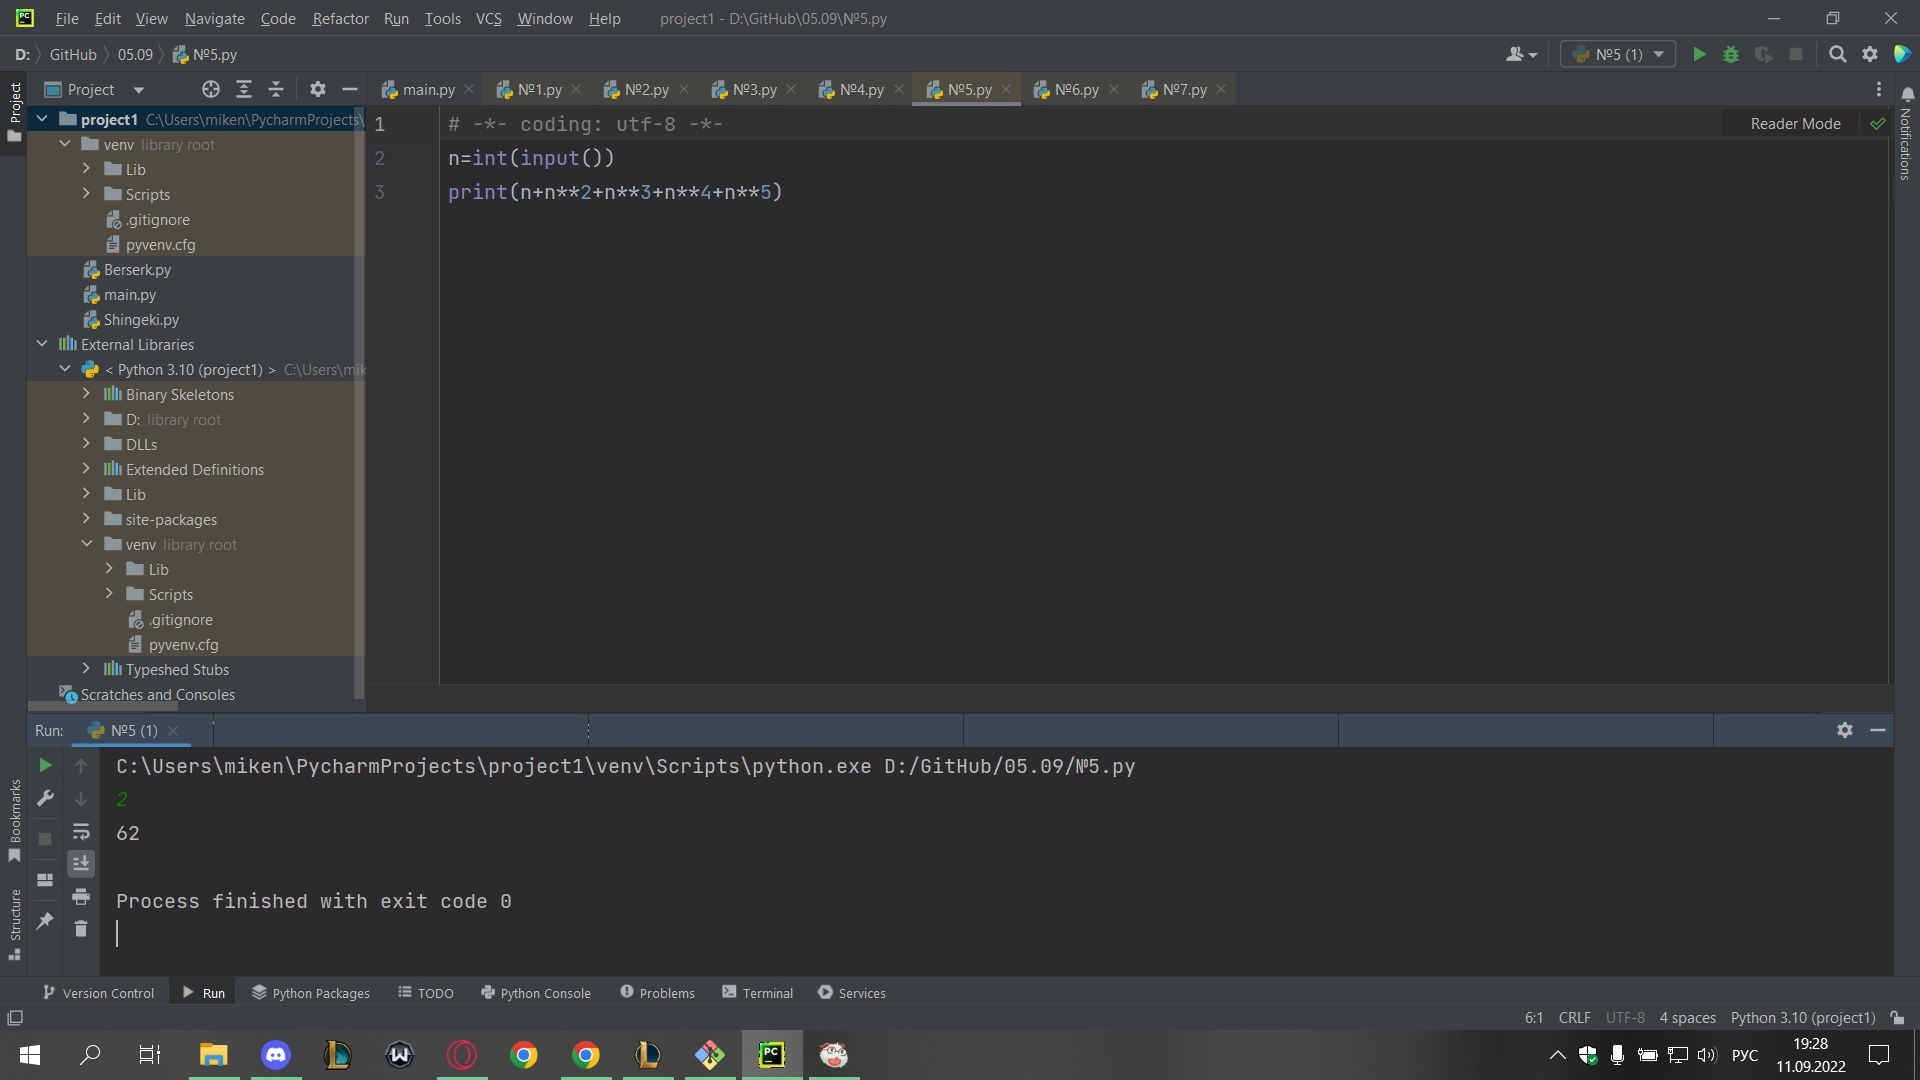 File Edit View Navigate Code Refactor Run Tools VCS Window Help project1 - D:\GitHub\05.09\№5.py
D: GitHub 05.09 №5.py
№5 (1)
Project
main.py №1.py №2.py №3.py №4.py №5.py №6.py №7.py
Project
Notifications
project1 C:\Users\miken\PycharmProjects\
venv library root
Lib
Scripts
.gitignore
pyvenv.cfg
Berserk.py
main.py
Shingeki.py
External Libraries
< Python 3.10 (project1) > C:\Users\mik
Binary Skeletons
D: library root
DLLs
Extended Definitions
Lib
site-packages
venv library root
Lib
Scripts
.gitignore
pyvenv.cfg
Typeshed Stubs
Scratches and Consoles
1 # -*- coding: utf-8 -*-
2 n=int(input())
3 print(n+n**2+n**3+n**4+n**5)
Reader Mode
Run: №5 (1)
C:\Users\miken\PycharmProjects\project1\venv\Scripts\python.exe D:/GitHub/05.09/№5.py
2
62
Process finished with exit code 0
Bookmarks
Structure
Version Control Run Python Packages TODO Python Console Problems Terminal Services
6:1 CRLF UTF-8 4 spaces Python 3.10 (project1)
РУС
19:28
11.09.2022